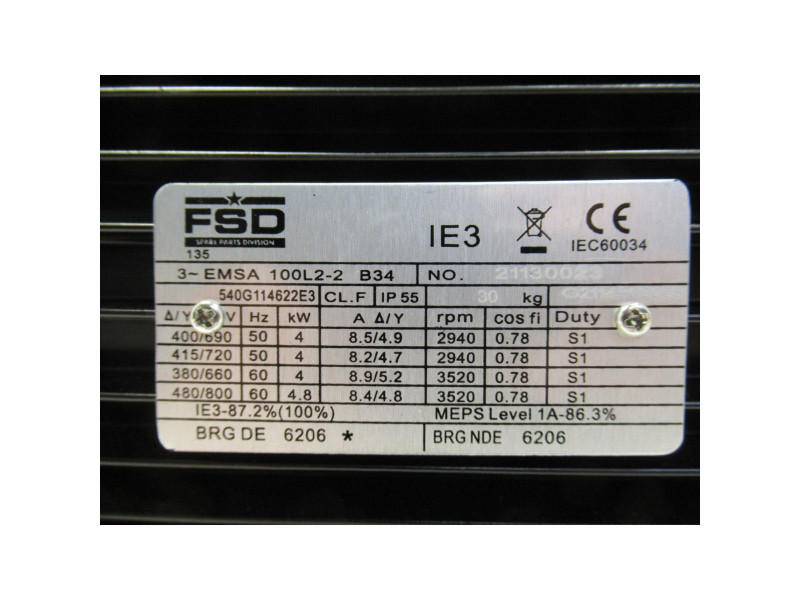 FSD
SPARE PARTS DIVISION
135
IE3
CE
IEC60034
3~EMSA 100L2-2 B34 NO. 21130023
540G114622E3 CL.F IP 55 30 kg
Δ/Y V Hz kW A Δ/Y rpm cos fi Duty
400/690 50 4 8.5/4.9 2940 0.78 S1
415/720 50 4 8.2/4.7 2940 0.78 S1
380/660 60 4 8.9/5.2 3520 0.78 S1
480/800 60 4.8 8.4/4.8 3520 0.78 S1
IE3-87.2%(100%) MEPS Level 1A-86.3%
BRG DE 6206 * BRG NDE 6206